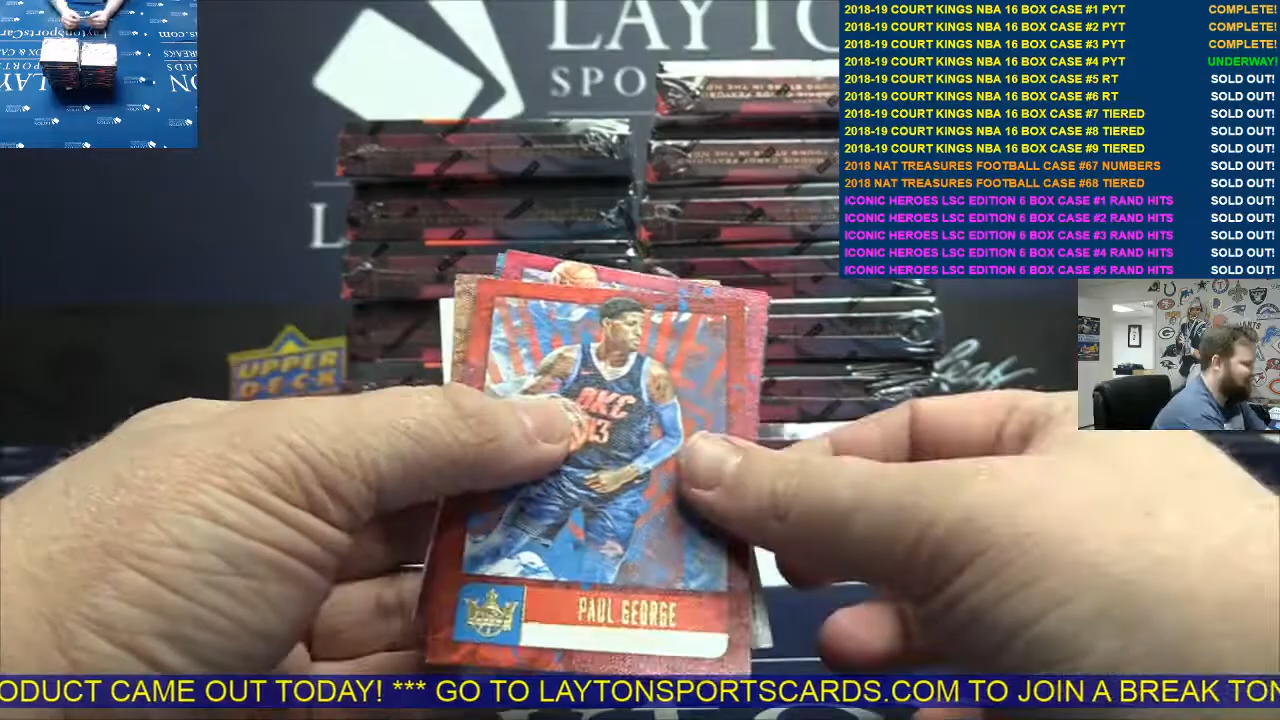 2018-19 COURT KINGS NBA 16 BOX CASE #1 PYT COMPLETE!
2018-19 COURT KINGS NBA 16 BOX CASE #2 PYT COMPLETE!
2018-19 COURT KINGS NBA 16 BOX CASE #3 PYT COMPLETE!
2018-19 COURT KINGS NBA 16 BOX CASE #4 PYT UNDERWAY!
2018-19 COURT KINGS NBA 16 BOX CASE #5 RT SOLD OUT!
2018-19 COURT KINGS NBA 16 BOX CASE #6 RT SOLD OUT!
2018-19 COURT KINGS NBA 16 BOX CASE #7 TIERED SOLD OUT!
2018-19 COURT KINGS NBA 16 BOX CASE #8 TIERED SOLD OUT!
2018-19 COURT KINGS NBA 16 BOX CASE #9 TIERED SOLD OUT!
2018 NAT TREASURES FOOTBALL CASE #67 NUMBERS SOLD OUT!
2018 NAT TREASURES FOOTBALL CASE #68 TIERED SOLD OUT!
ICONIC HEROES LSC EDITION 6 BOX CASE #1 RAND HITS SOLD OUT!
ICONIC HEROES LSC EDITION 6 BOX CASE #2 RAND HITS SOLD OUT!
ICONIC HEROES LSC EDITION 6 BOX CASE #3 RAND HITS SOLD OUT!
ICONIC HEROES LSC EDITION 6 BOX CASE #4 RAND HITS SOLD OUT!
ICONIC HEROES LSC EDITION 6 BOX CASE #5 RAND HITS SOLD OUT!
LAYTON
SPO
UPPER
DECK
Leaf
OKC
13
PAUL GEORGE
ODUCT CAME OUT TODAY! *** GO TO LAYTONSPORTSCARDS.COM TO JOIN A BREAK TON